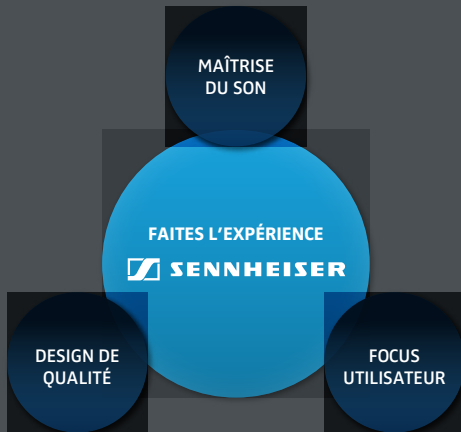 MAÎTRISE
DU SON
FAITES L’EXPÉRIENCE
SENNHEISER
DESIGN DE
QUALITÉ
FOCUS
UTILISATEUR